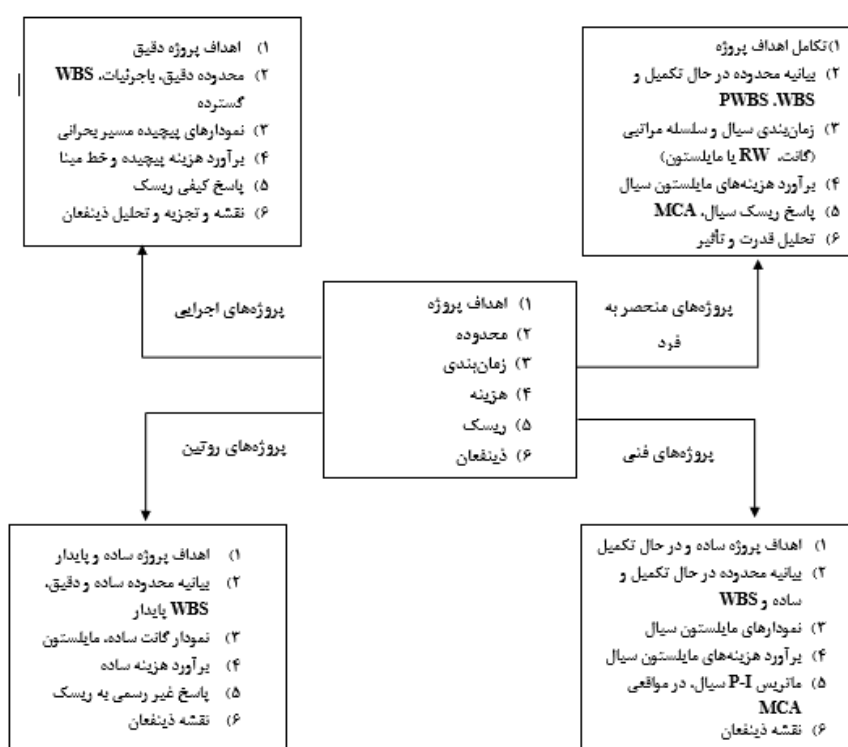 ۱) اهداف پروژه دقیق
۲) محدوده دقیق، باجزئیات، WBS
گسترده
۳) نمودارهای پیچیده مسیر بحرانی
۴) برآورد هزینه پیچیده و خط مبنا
۵) پاسخ کیفی ریسک
۶) نقشه و تجزیه و تحلیل ذینفعان
۱) تکامل اهداف پروژه
۲) بیانیه محدوده در حال تکمیل و
PWBS ،WBS
۳) زمان‌بندی سیال و سلسله مراتبی
(گانت، RW یا مایلستون)
۴) برآورد هزینه‌های مایلستون سیال
۵) پاسخ ریسک سیال، MCA
۶) تحلیل قدرت و تأثیر
پروژه‌های اجرایی
پروژه‌های منحصر به
فرد
۱) اهداف پروژه
۲) محدوده
۳) زمان‌بندی
۴) هزینه
۵) ریسک
۶) ذینفعان
پروژه‌های روتین
پروژه‌های فنی
۱) اهداف پروژه ساده و پایدار
۲) بیانیه محدوده ساده و دقیق،
WBS پایدار
۳) نمودار گانت ساده، مایلستون
۴) برآورد هزینه ساده
۵) پاسخ غیر رسمی به ریسک
۶) نقشه ذینفعان
۱) اهداف پروژه ساده و در حال تکمیل
۲) بیانیه محدوده در حال تکمیل و
ساده و WBS
۳) نمودارهای مایلستون سیال
۴) برآورد هزینه‌های مایلستون سیال
۵) ماتریس P-I سیال، در مواقعی
MCA
۶) نقشه ذینفعان